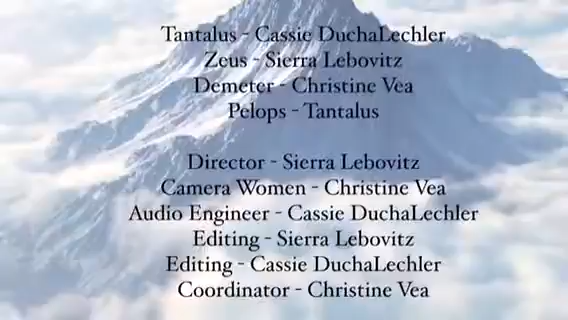 Tantalus - Cassie DuchaLechler
Zeus - Sierra Lebovitz
Demeter - Christine Vea
Pelops - Tantalus
Director - Sierra Lebovitz
Camera Women - Christine Vea
Audio Engineer - Cassie DuchaLechler
Editing - Sierra Lebovitz
Editing - Cassie DuchaLechler
Coordinator - Christine Vea